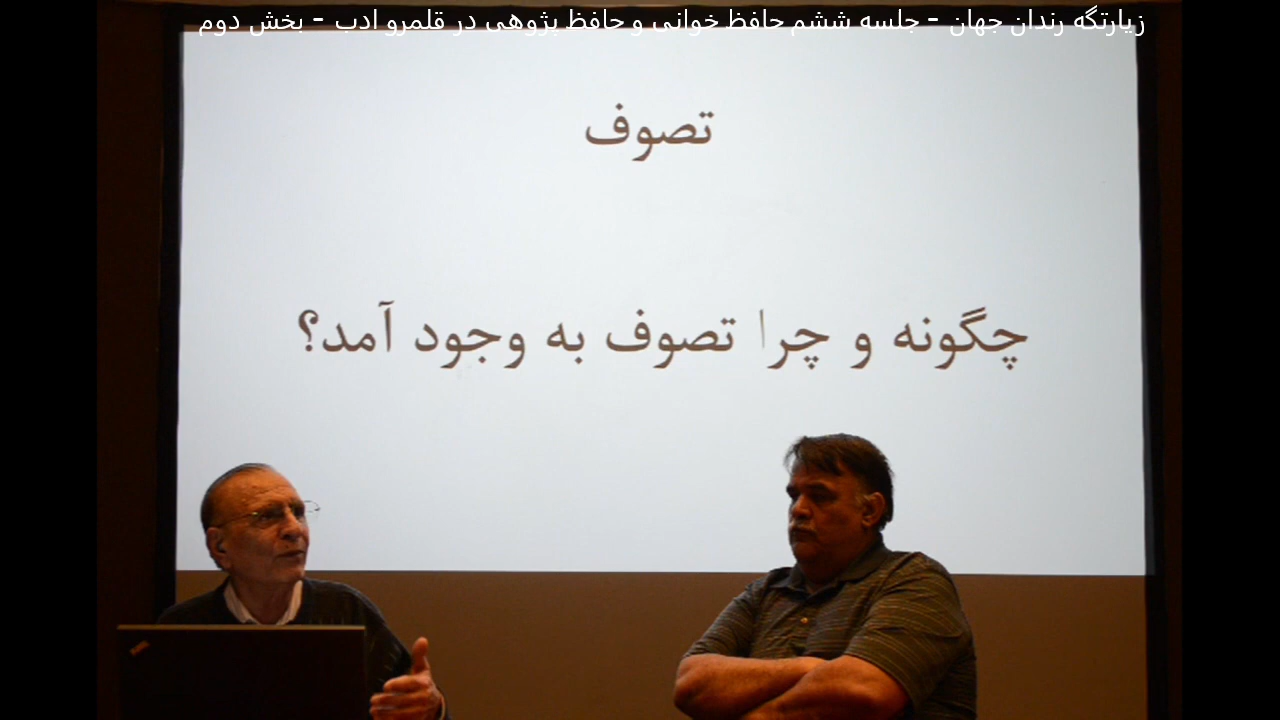 زیارتگه رندان جهان - جلسه ششم حافظ خوانی و حافظ پژوهی در قلمرو ادب - بخش دوم
تصوف
چگونه و چرا تصوف به وجود آمد؟